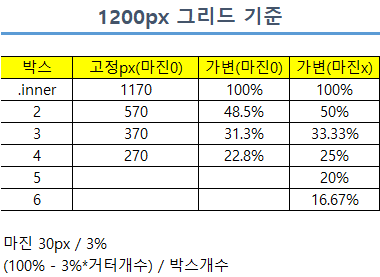 1200px 그리드 기준
박스 고정px(마진0) 가변(마진0) 가변(마진x)
.inner 1170 100% 100%
2 570 48.5% 50%
3 370 31.3% 33.33%
4 270 22.8% 25%
5 20%
6 16.67%
마진 30px / 3%
(100% - 3%*거터개수) / 박스개수